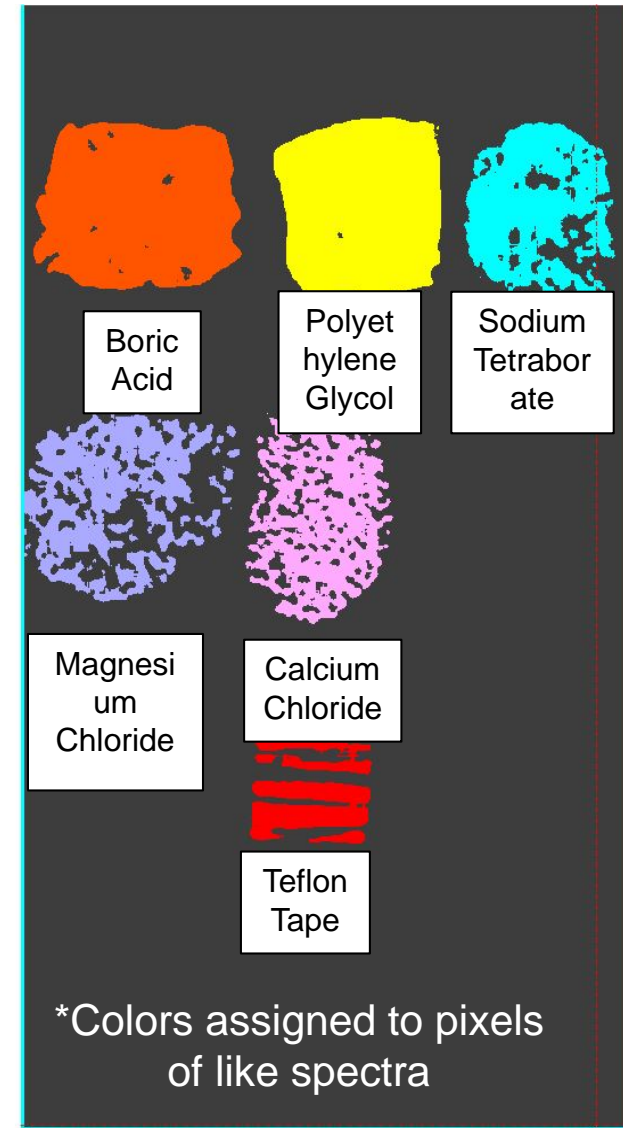 Boric
Acid
Polyet
hylene
Glycol
Sodium
Tetrabor
ate
Magnesi
um
Chloride
Calcium
Chloride
Teflon
Tape
*Colors assigned to pixels
of like spectra